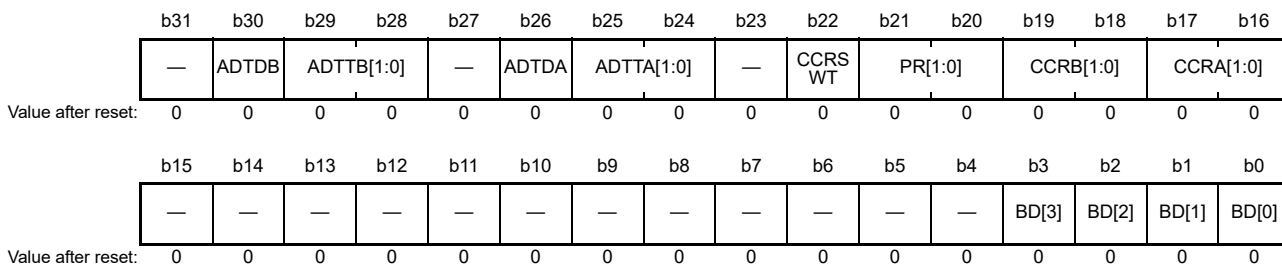 b31 b30 b29 b28 b27 b26 b25 b24 b23 b22 b21 b20 b19 b18 b17 b16
— ADTDB ADTTB[1:0] — ADTDA ADTTA[1:0] — CCRS WT PR[1:0] CCRB[1:0] CCRA[1:0]
Value after reset: 0 0 0 0 0 0 0 0 0 0 0 0 0 0 0 0
b15 b14 b13 b12 b11 b10 b9 b8 b7 b6 b5 b4 b3 b2 b1 b0
— — — — — — — — — — — — BD[3] BD[2] BD[1] BD[0]
Value after reset: 0 0 0 0 0 0 0 0 0 0 0 0 0 0 0 0